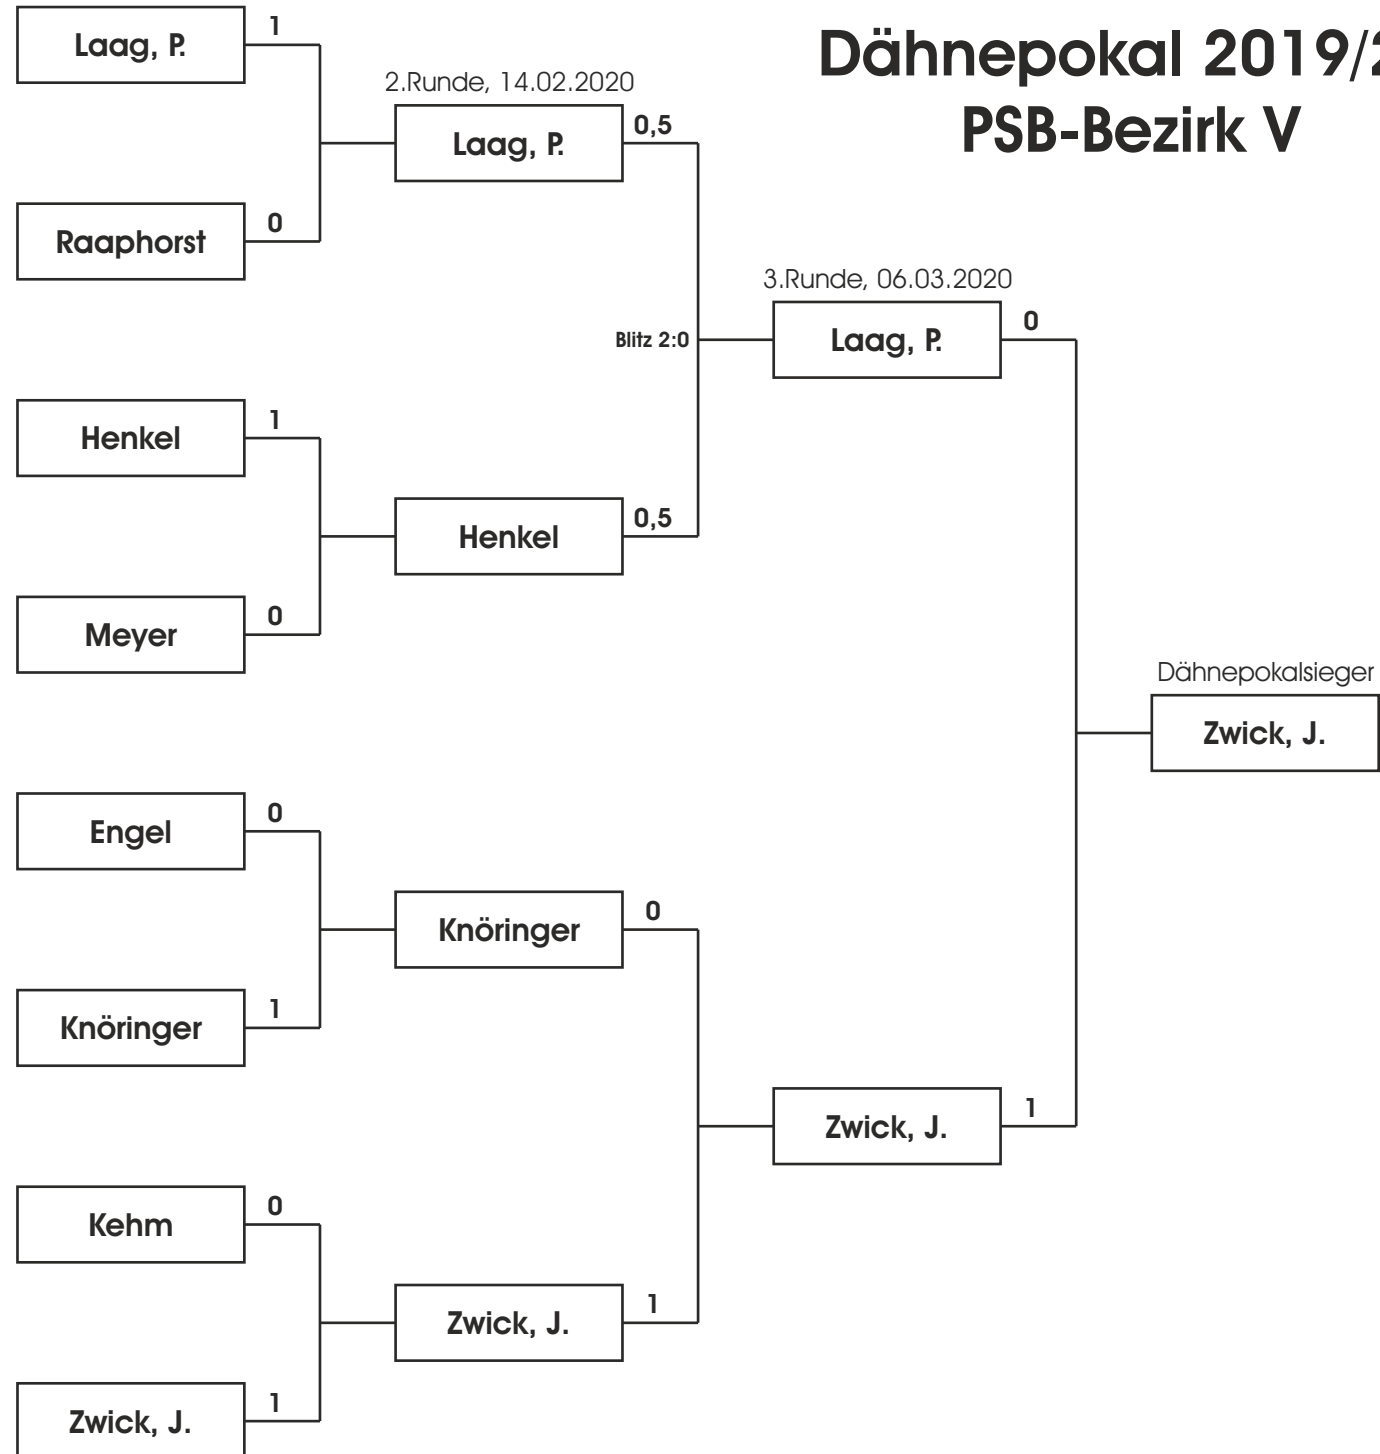 Dähnepokal 2019/2
PSB-Bezirk V
Laag, P.
1
Raaphorst
0
Henkel
1
Meyer
0
Engel
0
Knöringer
1
Kehm
0
Zwick, J.
1
2.Runde, 14.02.2020
Laag, P.
0,5
Blitz 2:0
Henkel
0,5
Knöringer
0
Zwick, J.
1
3.Runde, 06.03.2020
Laag, P.
0
Zwick, J.
1
Dähnepokalsieger
Zwick, J.